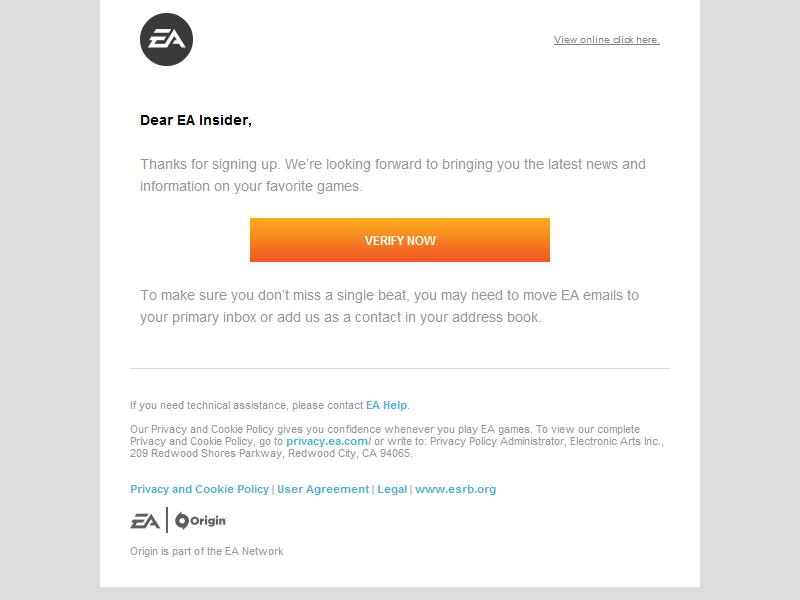 EA
View online click here.
Dear EA Insider,
Thanks for signing up. We're looking forward to bringing you the latest news and
information on your favorite games.
VERIFY NOW
To make sure you don't miss a single beat, you may need to move EA emails to
your primary inbox or add us as a contact in your address book.
If you need technical assistance, please contact EA Help.
Our Privacy and Cookie Policy gives you confidence whenever you play EA games. To view our complete
Privacy and Cookie Policy, go to privacy.ea.com/ or write to: Privacy Policy Administrator, Electronic Arts Inc.,
209 Redwood Shores Parkway, Redwood City, CA 94065.
Privacy and Cookie Policy | User Agreement | Legal | www.esrb.org
EA | Origin
Origin is part of the EA Network